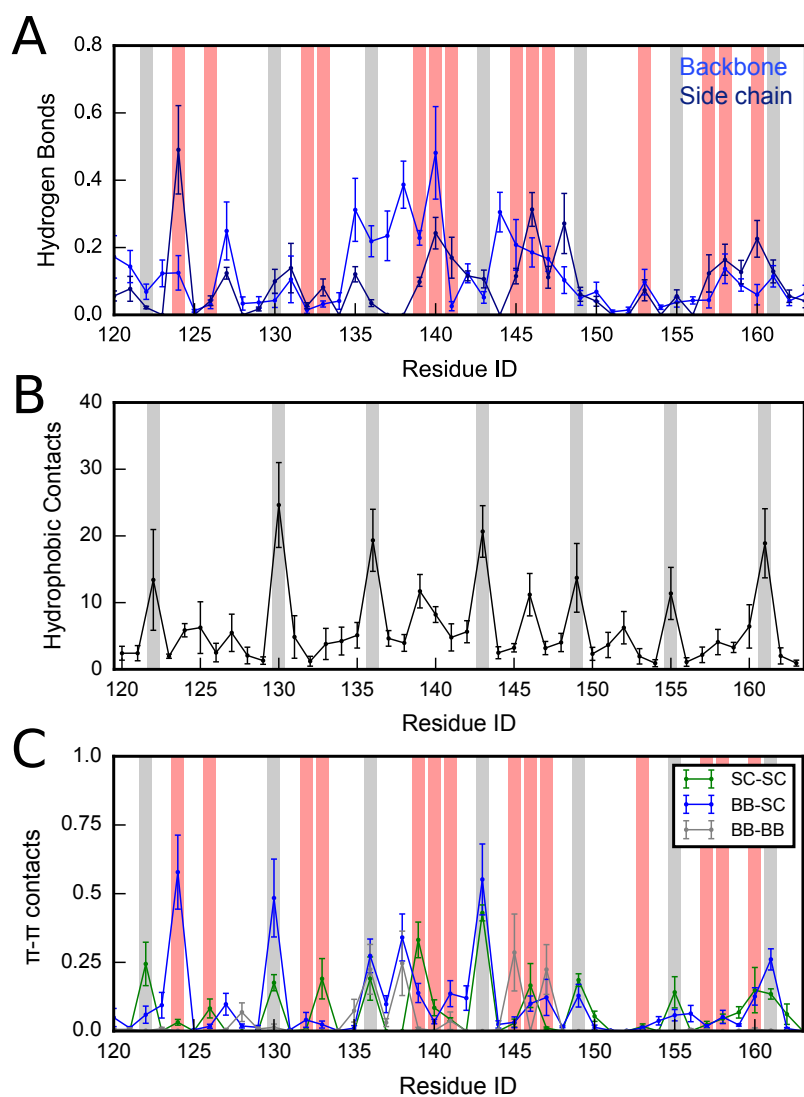 A
Hydrogen Bonds
0.8
0.6
0.4
0.2
0.0
Backbone
Side chain
120 125 130 135 140 145 150 155 160
Residue ID
B
Hydrophobic Contacts
40
30
20
10
0
120 125 130 135 140 145 150 155 160
Residue ID
C
π-π contacts
1.0
0.75
0.5
0.25
0.0
SC-SC
BB-SC
BB-BB
120 125 130 135 140 145 150 155 160
Residue ID